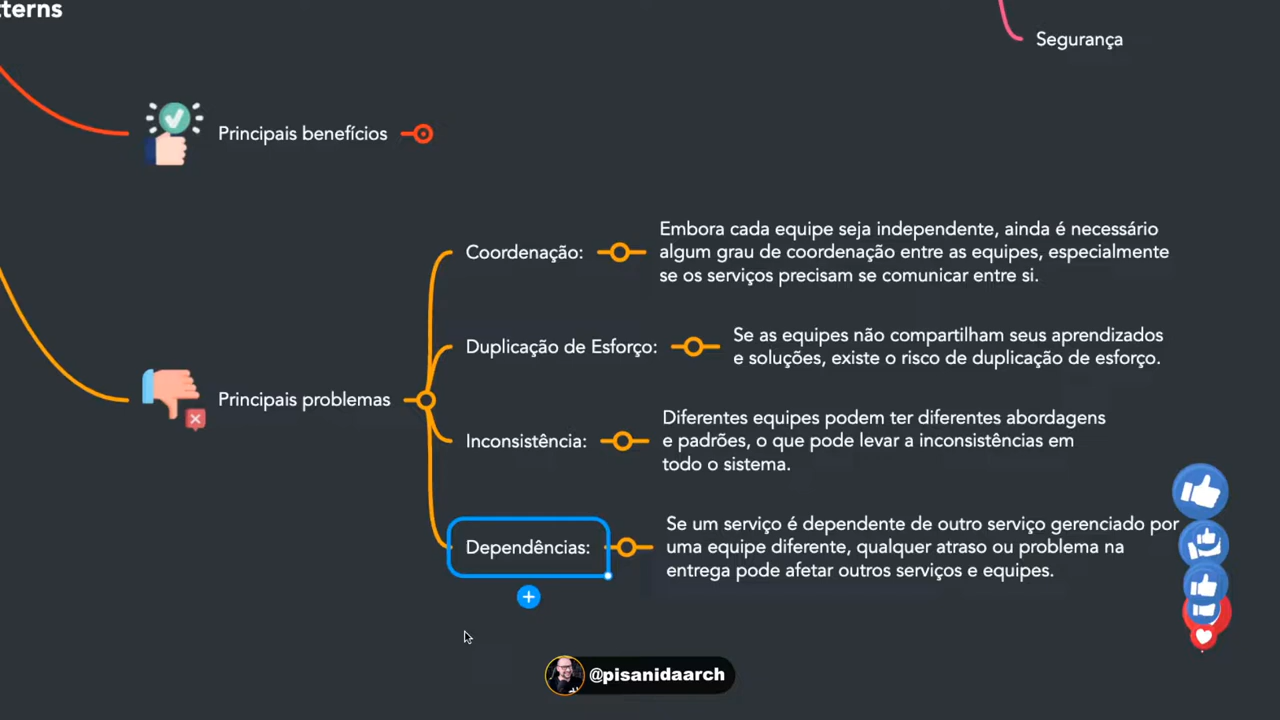 tterns
Segurança
Principais benefícios
Coordenação:
Embora cada equipe seja independente, ainda é necessário
algum grau de coordenação entre as equipes, especialmente
se os serviços precisam se comunicar entre si.
Duplicação de Esforço:
Se as equipes não compartilham seus aprendizados
e soluções, existe o risco de duplicação de esforço.
Principais problemas
Inconsistência:
Diferentes equipes podem ter diferentes abordagens
e padrões, o que pode levar a inconsistências em
todo o sistema.
Dependências:
Se um serviço é dependente de outro serviço gerenciado por
uma equipe diferente, qualquer atraso ou problema na
entrega pode afetar outros serviços e equipes.
@pisanidaarch